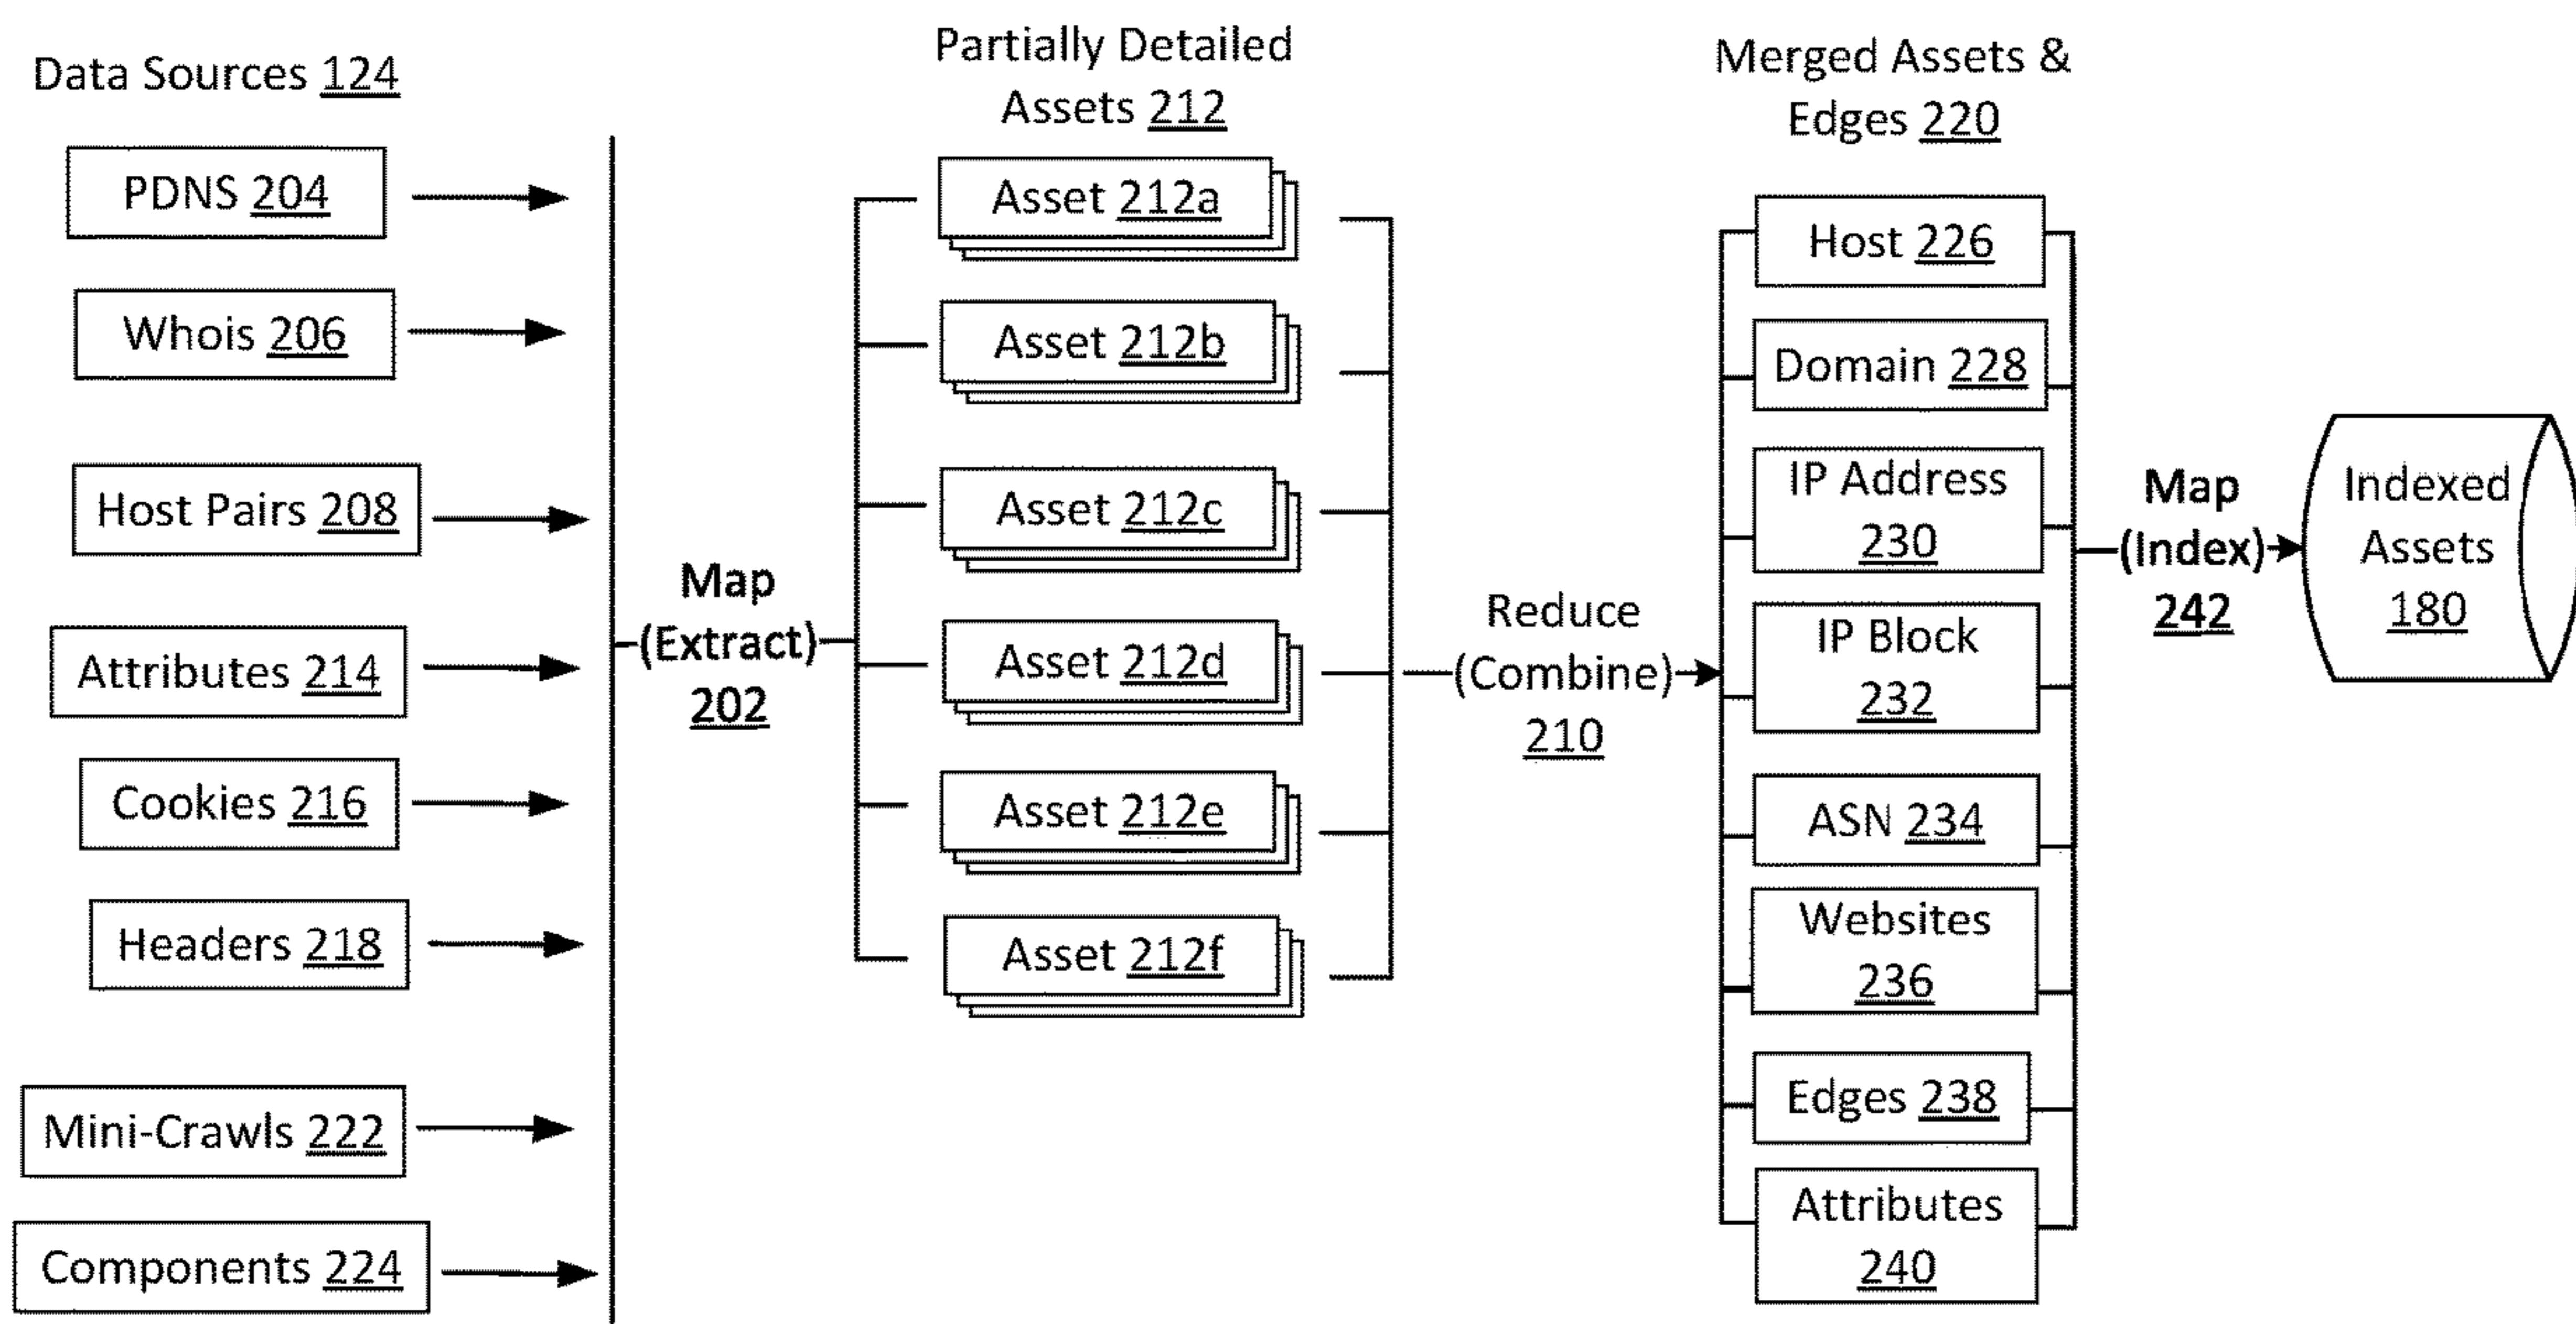 Data Sources 124
PDNS 204
Whois 206
Host Pairs 208
Attributes 214
Cookies 216
Headers 218
Mini-Crawls 222
Components 224
Map
(Extract)
202
Partially Detailed
Assets 212
Asset 212a
Asset 212b
Asset 212c
Asset 212d
Asset 212e
Asset 212f
Reduce
(Combine)
210
Merged Assets &
Edges 220
Host 226
Domain 228
IP Address
230
IP Block
232
ASN 234
Websites
236
Edges 238
Attributes
240
Map
(Index)
242
Indexed
Assets
180